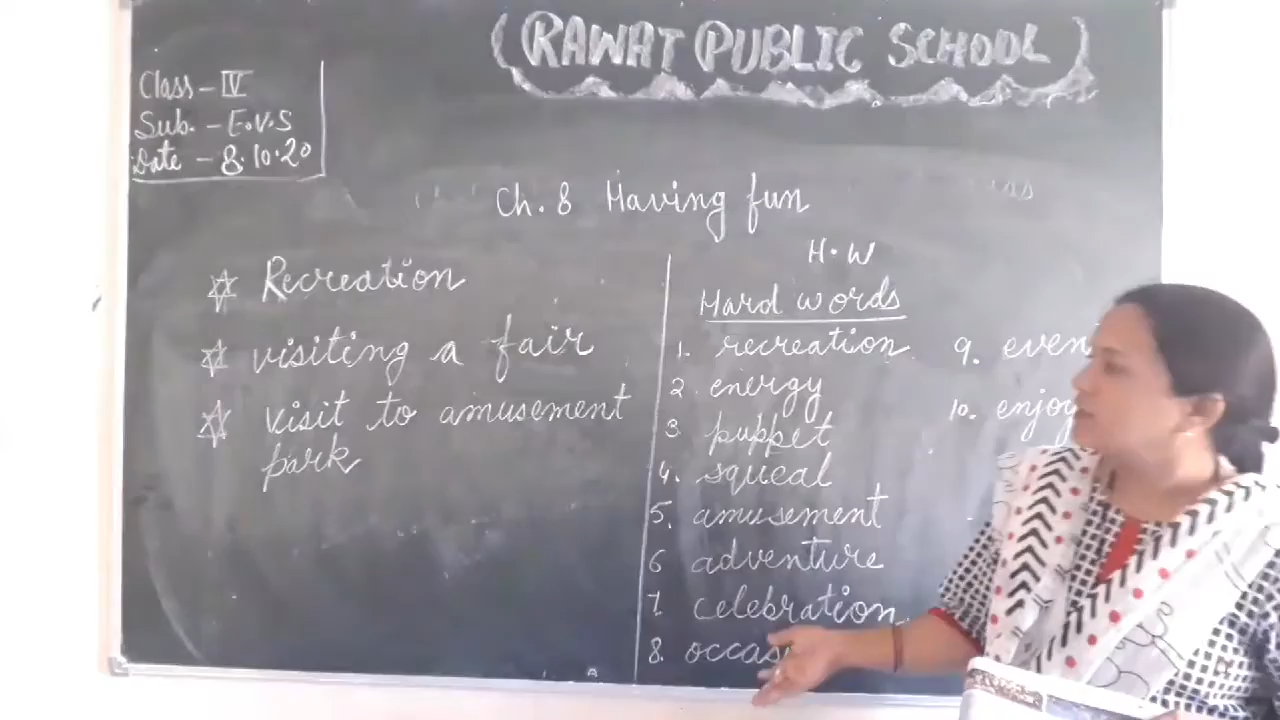 (RAWAT PUBLIC SCHOOL)
Class - IV
Sub. - E.V.S
Date - 8.10.20
Ch. 8 Having fun
Recreation
visiting a fair
visit to amusement
park
H.W
Hard words
1. recreation
2. energy
3. puppet
4. squeal
5. amusement
6 adventure
7. celebration
8. occas
9. even
10. enjoy